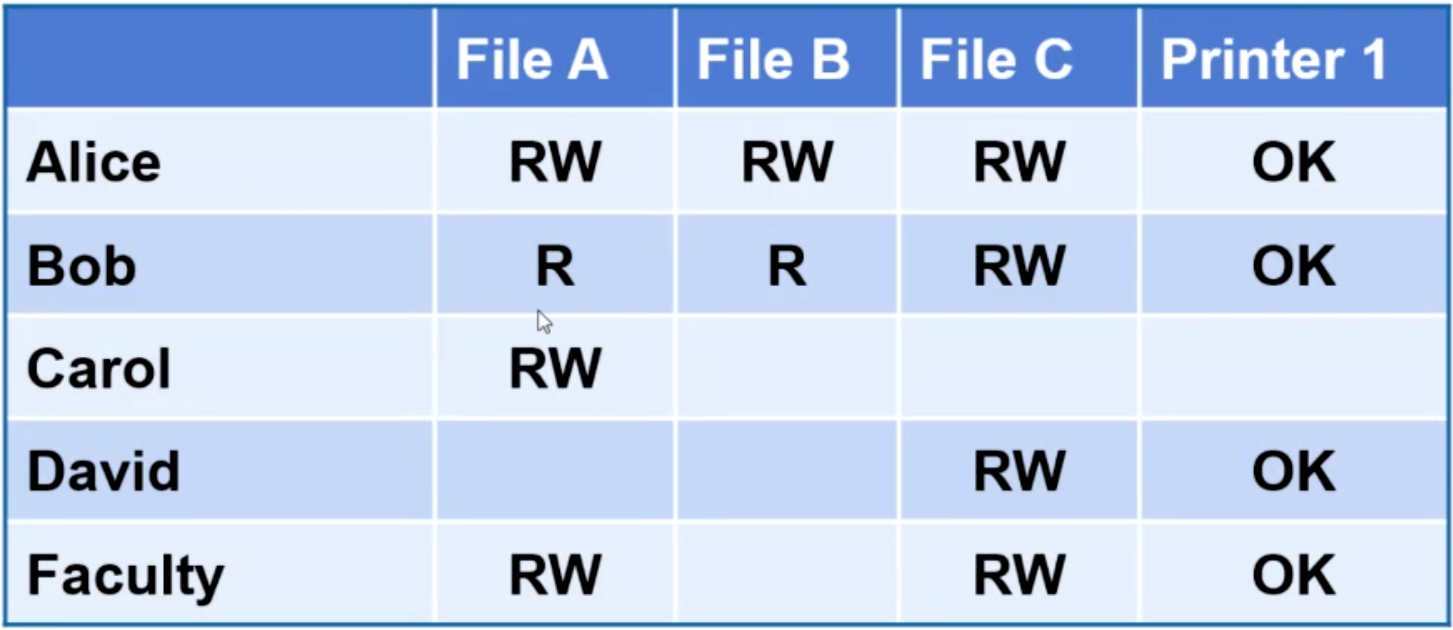 File A File B File C Printer 1
Alice RW RW RW OK
Bob R R RW OK
Carol RW
David RW OK
Faculty RW RW OK